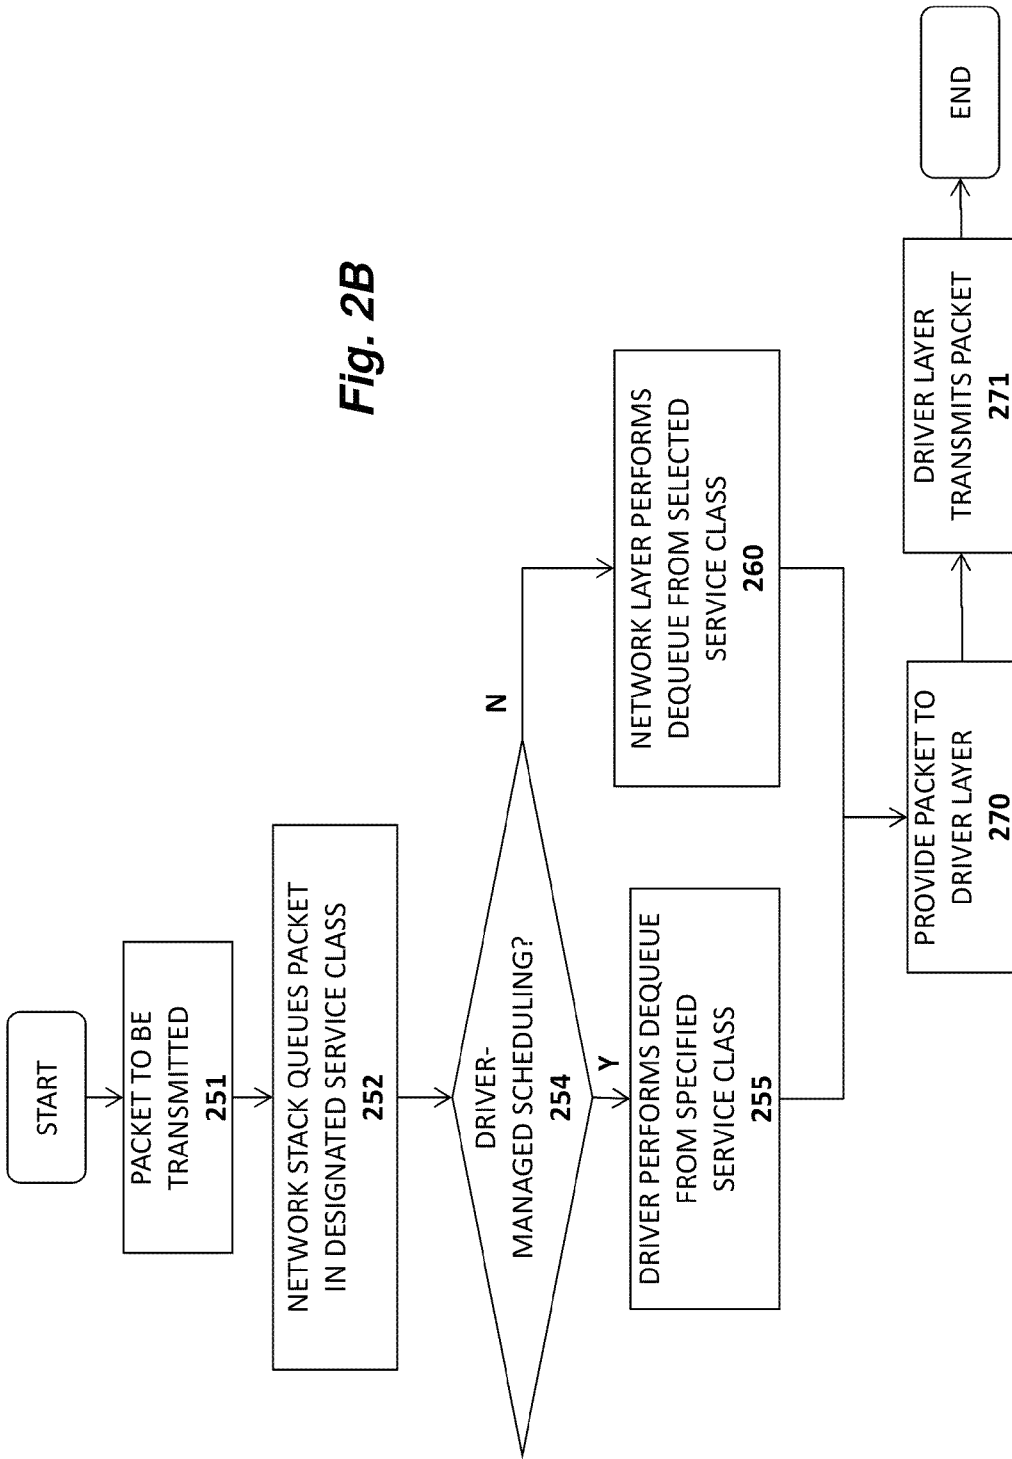 START
PACKET TO BE
TRANSMITTED
251
NETWORK STACK QUEUES PACKET
IN DESIGNATED SERVICE CLASS
252
DRIVER-
MANAGED SCHEDULING?
254
Y
N
DRIVER PERFORMS DEQUEUE
FROM SPECIFIED
SERVICE CLASS
255
NETWORK LAYER PERFORMS
DEQUEUE FROM SELECTED
SERVICE CLASS
260
PROVIDE PACKET TO
DRIVER LAYER
270
DRIVER LAYER
TRANSMITS PACKET
271
END
Fig. 2B